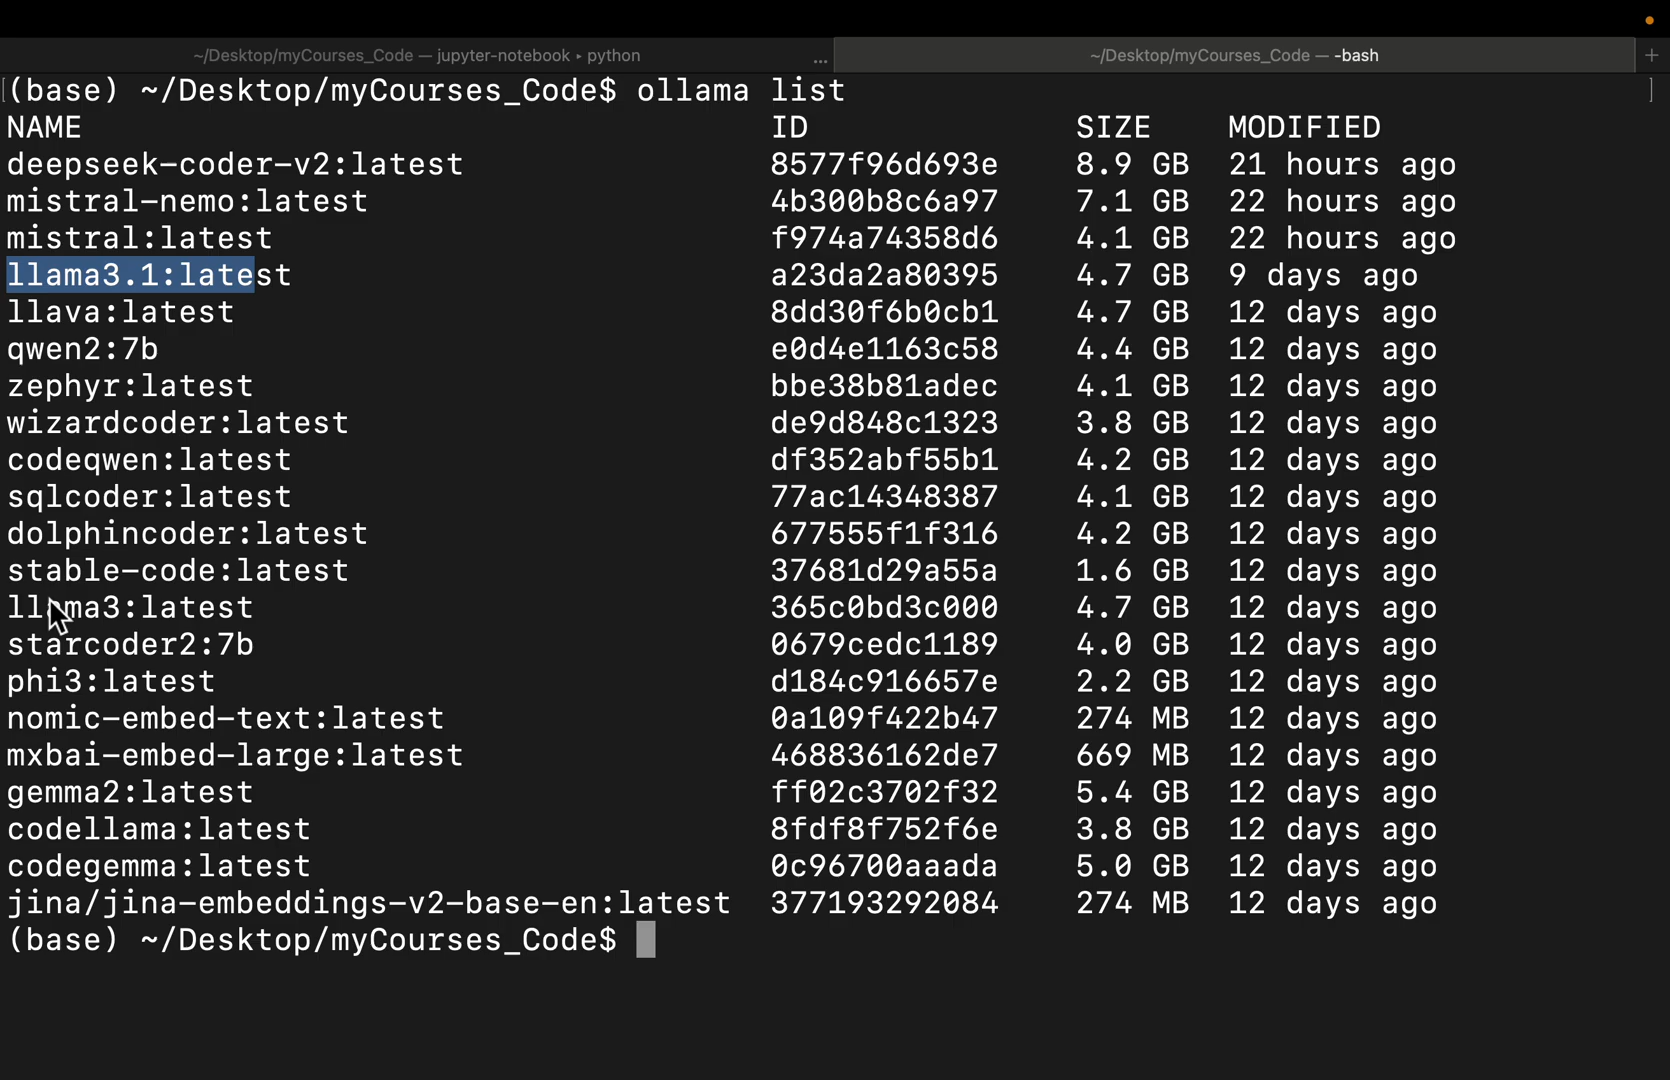 ~/Desktop/myCourses_Code — jupyter-notebook ▸ python ... ~/Desktop/myCourses_Code — -bash +
[(base) ~/Desktop/myCourses_Code$ ollama list ]
NAME ID SIZE MODIFIED
deepseek-coder-v2:latest 8577f96d693e 8.9 GB 21 hours ago
mistral-nemo:latest 4b300b8c6a97 7.1 GB 22 hours ago
mistral:latest f974a74358d6 4.1 GB 22 hours ago
llama3.1:latest a23da2a80395 4.7 GB 9 days ago
llava:latest 8dd30f6b0cb1 4.7 GB 12 days ago
qwen2:7b e0d4e1163c58 4.4 GB 12 days ago
zephyr:latest bbe38b81adec 4.1 GB 12 days ago
wizardcoder:latest de9d848c1323 3.8 GB 12 days ago
codeqwen:latest df352abf55b1 4.2 GB 12 days ago
sqlcoder:latest 77ac14348387 4.1 GB 12 days ago
dolphincoder:latest 677555f1f316 4.2 GB 12 days ago
stable-code:latest 37681d29a55a 1.6 GB 12 days ago
llama3:latest 365c0bd3c000 4.7 GB 12 days ago
starcoder2:7b 0679cedc1189 4.0 GB 12 days ago
phi3:latest d184c916657e 2.2 GB 12 days ago
nomic-embed-text:latest 0a109f422b47 274 MB 12 days ago
mxbai-embed-large:latest 468836162de7 669 MB 12 days ago
gemma2:latest ff02c3702f32 5.4 GB 12 days ago
codellama:latest 8fdf8f752f6e 3.8 GB 12 days ago
codegemma:latest 0c96700aaada 5.0 GB 12 days ago
jina/jina-embeddings-v2-base-en:latest 377193292084 274 MB 12 days ago
(base) ~/Desktop/myCourses_Code$